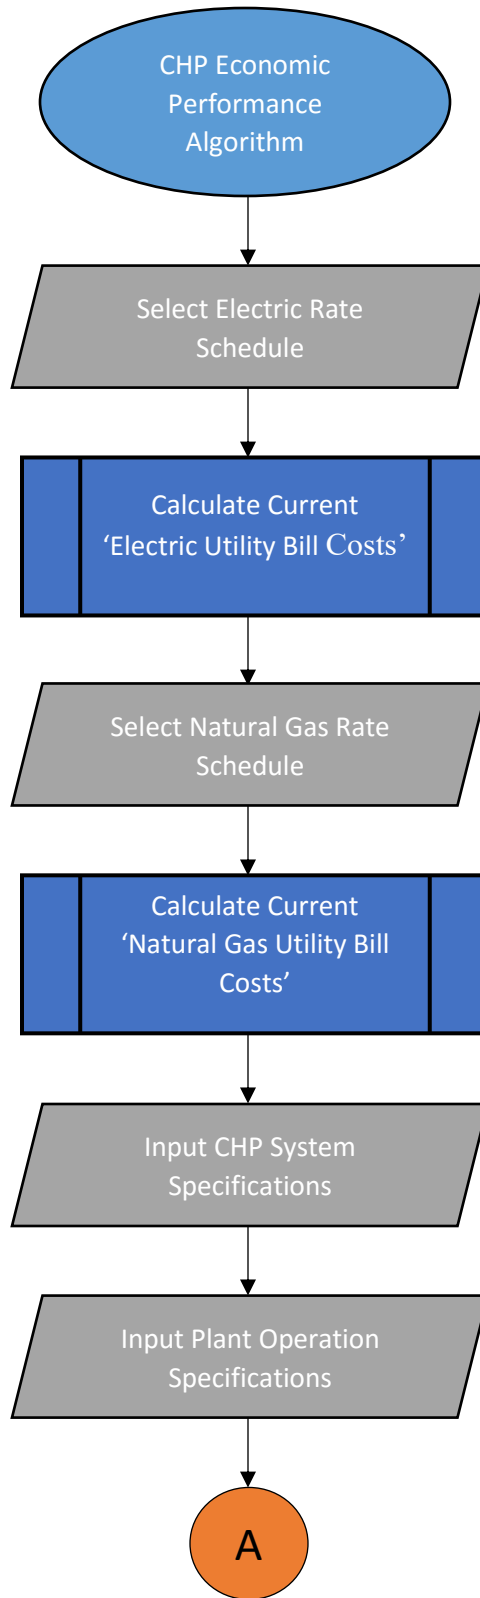 CHP Economic
Performance
Algorithm
Select Electric Rate
Schedule
Calculate Current
‘Electric Utility Bill Costs’
Select Natural Gas Rate
Schedule
Calculate Current
‘Natural Gas Utility Bill
Costs’
Input CHP System
Specifications
Input Plant Operation
Specifications
A